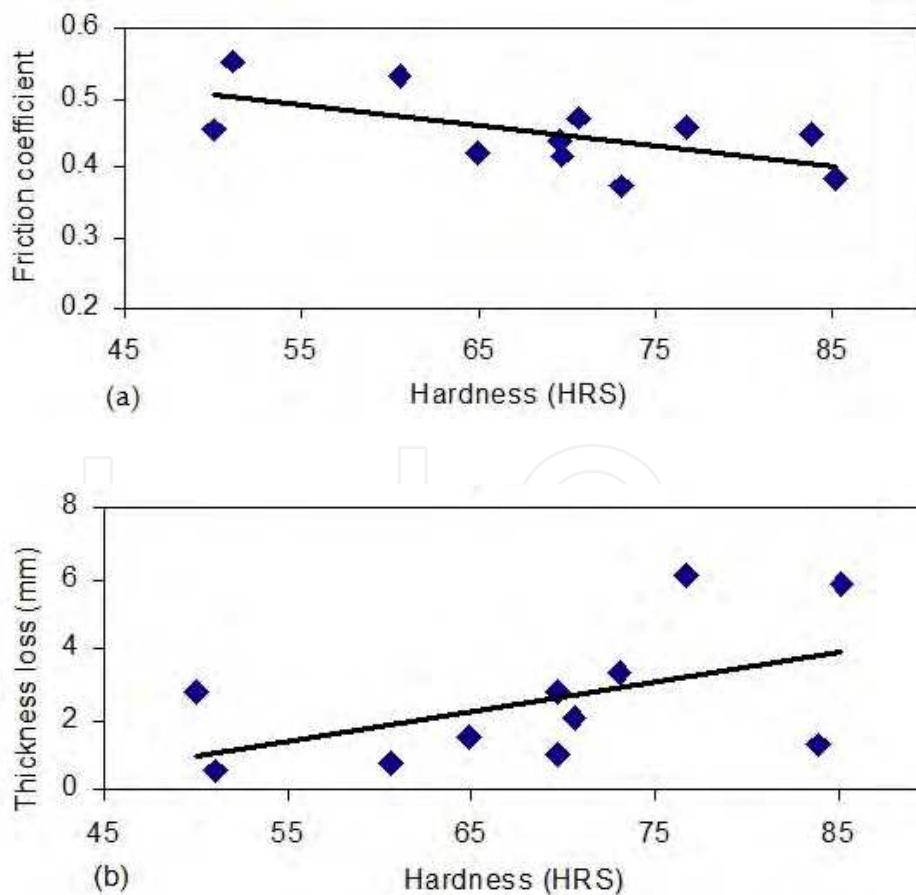 Friction coefficient
0.6
0.5
0.4
0.3
0.2
45 55 65 75 85
(a)
Hardness (HRS)
Thickness loss (mm)
8
6
4
2
0
45 55 65 75 85
(b)
Hardness (HRS)